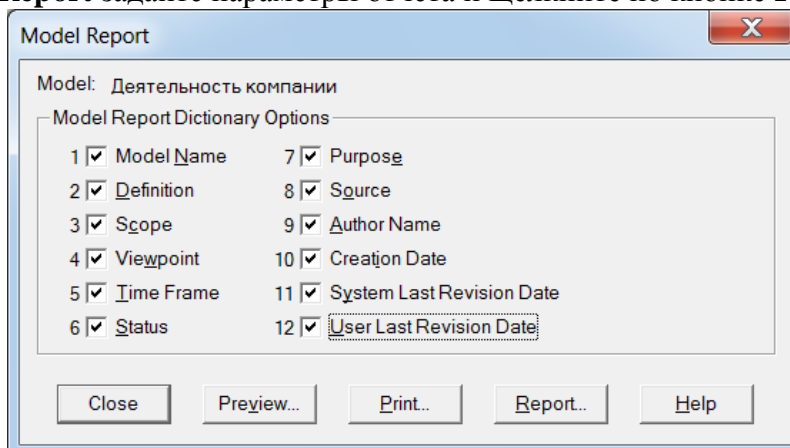 Model Report
Model: Деятельность компании
Model Report Dictionary Options
1 Model Name
2 Definition
3 Scope
4 Viewpoint
5 Time Frame
6 Status
7 Purpose
8 Source
9 Author Name
10 Creation Date
11 System Last Revision Date
12 User Last Revision Date
Close Preview... Print... Report... Help